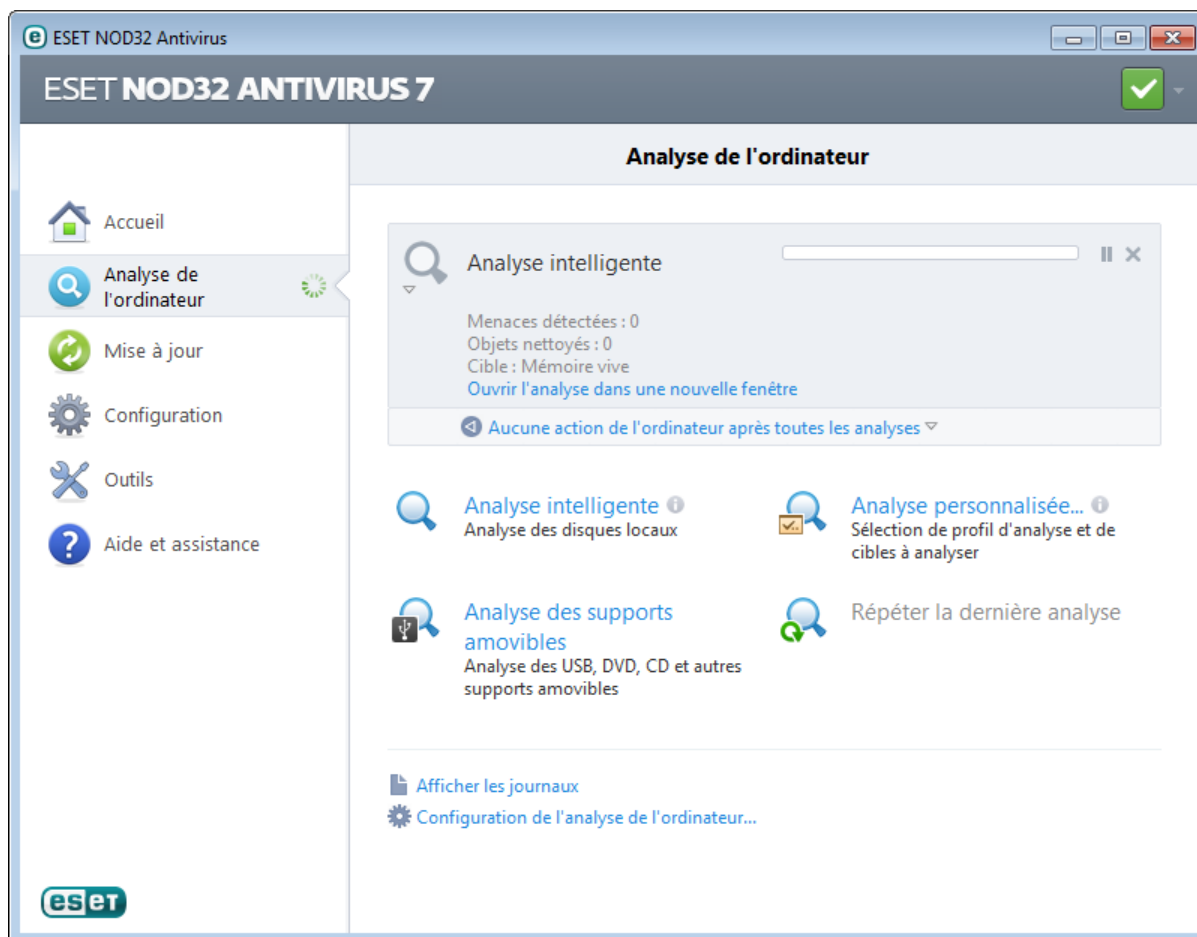 ESET NOD32 Antivirus
ESET NOD32 ANTIVIRUS 7
Analyse de l'ordinateur
Accueil
Analyse de
l'ordinateur
Mise à jour
Configuration
Outils
Aide et assistance
Analyse intelligente
Menaces détectées : 0
Objets nettoyés : 0
Cible : Mémoire vive
Ouvrir l'analyse dans une nouvelle fenêtre
Aucune action de l'ordinateur après toutes les analyses
Analyse intelligente
Analyse des disques locaux
Analyse personnalisée...
Sélection de profil d'analyse et de
cibles à analyser
Analyse des supports
amovibles
Analyse des USB, DVD, CD et autres
supports amovibles
Répéter la dernière analyse
Afficher les journaux
Configuration de l'analyse de l'ordinateur...
eseT